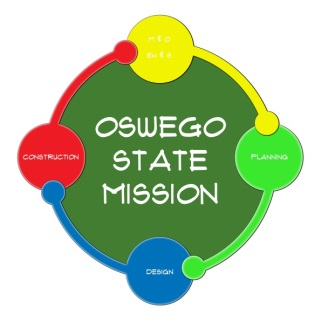 OSWEGO
STATE
MISSION
PLANNING
DESIGN
CONSTRUCTION